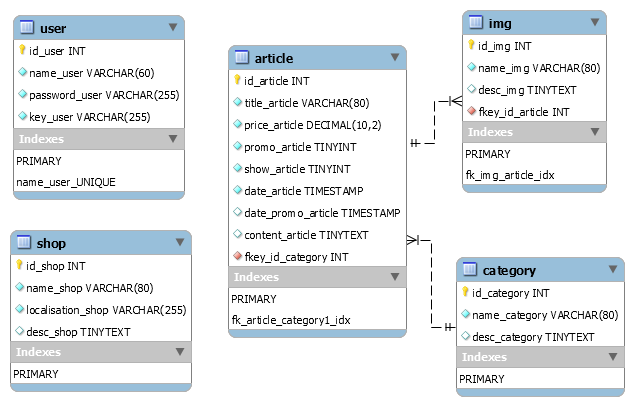 user
id_user INT
name_user VARCHAR(60)
password_user VARCHAR(255)
key_user VARCHAR(255)
Indexes
PRIMARY
name_user_UNIQUE
shop
id_shop INT
name_shop VARCHAR(80)
localisation_shop VARCHAR(255)
desc_shop TINYTEXT
Indexes
PRIMARY
article
id_article INT
title_article VARCHAR(80)
price_article DECIMAL(10,2)
promo_article TINYINT
show_article TINYINT
date_article TIMESTAMP
date_promo_article TIMESTAMP
content_article TINYTEXT
fkey_id_category INT
Indexes
PRIMARY
fk_article_category1_idx
img
id_img INT
name_img VARCHAR(80)
desc_img TINYTEXT
fkey_id_article INT
Indexes
PRIMARY
fk_img_article_idx
category
id_category INT
name_category VARCHAR(80)
desc_category TINYTEXT
Indexes
PRIMARY